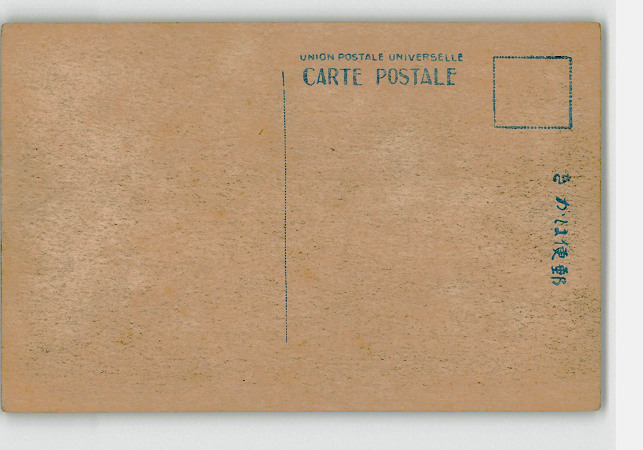 UNION POSTALE UNIVERSELLE
CARTE POSTALE
きかは便郵